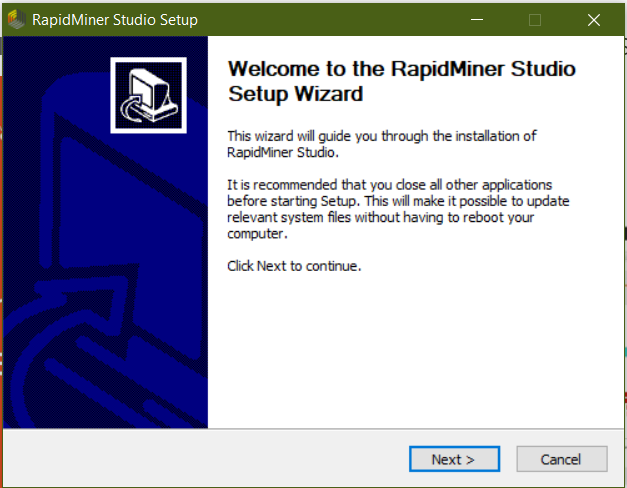 RapidMiner Studio Setup
Welcome to the RapidMiner Studio
Setup Wizard
This wizard will guide you through the installation of
RapidMiner Studio.
It is recommended that you close all other applications
before starting Setup. This will make it possible to update
relevant system files without having to reboot your
computer.
Click Next to continue.
Next >
Cancel